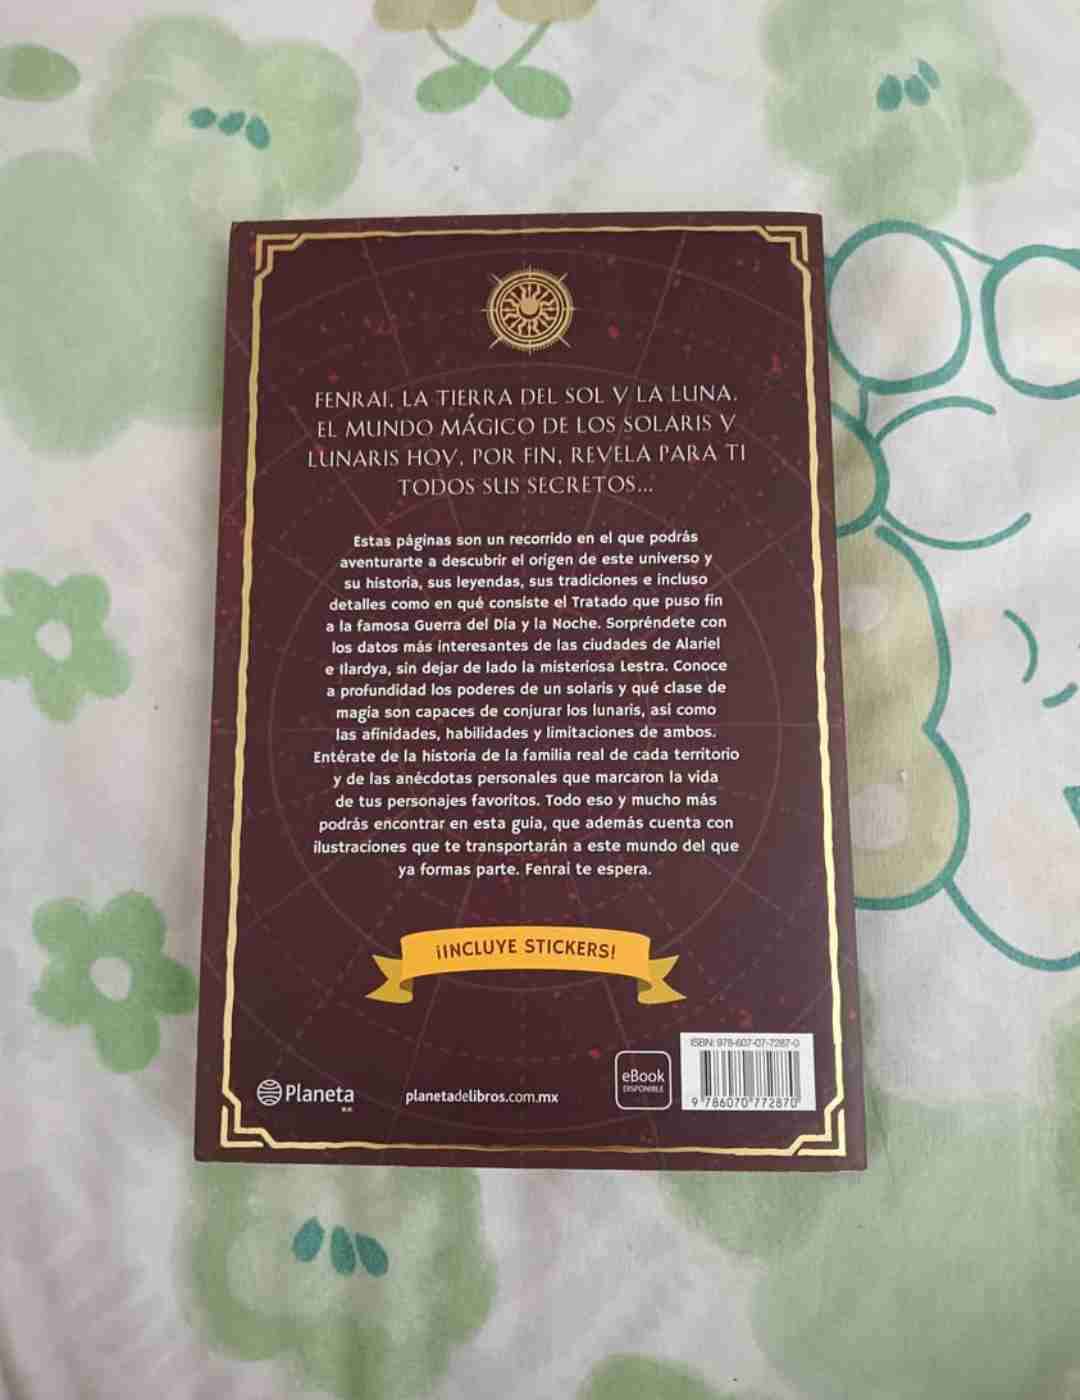 FENRAI, LA TIERRA DEL SOL Y LA LUNA,
EL MUNDO MÁGICO DE LOS SOLARIS Y
LUNARIS HOY, POR FIN, REVELA PARA TI
TODOS SUS SECRETOS...
Estas páginas son un recorrido en el que podrás
aventurarte a descubrir el origen de este universo y
su historia, sus leyendas, sus tradiciones e incluso
detalles como en qué consiste el Tratado que puso fin
a la famosa Guerra del Día y la Noche. Sorpréndete con
los datos más interesantes de las ciudades de Alariel
e Ilardya, sin dejar de lado la misteriosa Lestra. Conoce
a profundidad los poderes de un solaris y qué clase de
magia son capaces de conjurar los lunaris, así como
las afinidades, habilidades y limitaciones de ambos.
Entérate de la historia de la familia real de cada territorio
y de las anécdotas personales que marcaron la vida
de tus personajes favoritos. Todo eso y mucho más
podrás encontrar en esta guía, que además cuenta con
ilustraciones que te transportarán a este mundo del que
ya formas parte. Fenrai te espera.
¡INCLUYE STICKERS!
Planeta
planetadelibros.com.mx
eBook
DISPONIBLE
ISBN: 978-607-07-7287-0
9 786070 772870